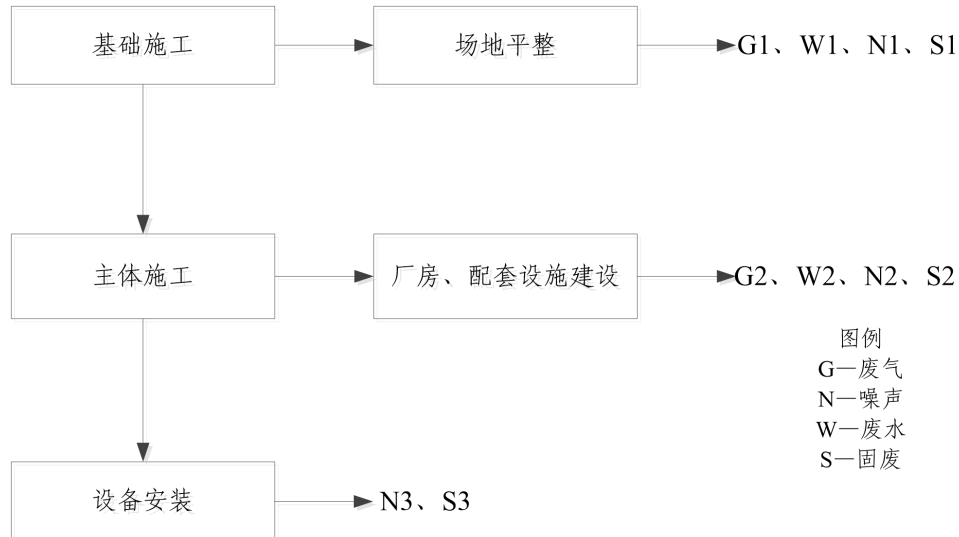 基础施工 场地平整 G1、W1、N1、S1
主体施工 厂房、配套设施建设 G2、W2、N2、S2
图例
G—废气
N—噪声
W—废水
S—固废
设备安装 N3、S3